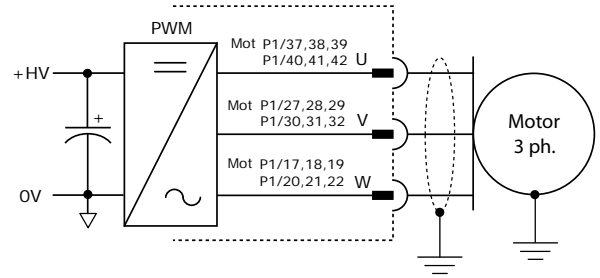 PWM
Mot P1/37,38,39
P1/40,41,42 U
+HV
Mot P1/27,28,29
P1/30,31,32 V
+
Motor
3 ph.
Mot P1/17,18,19
P1/20,21,22 W
0V